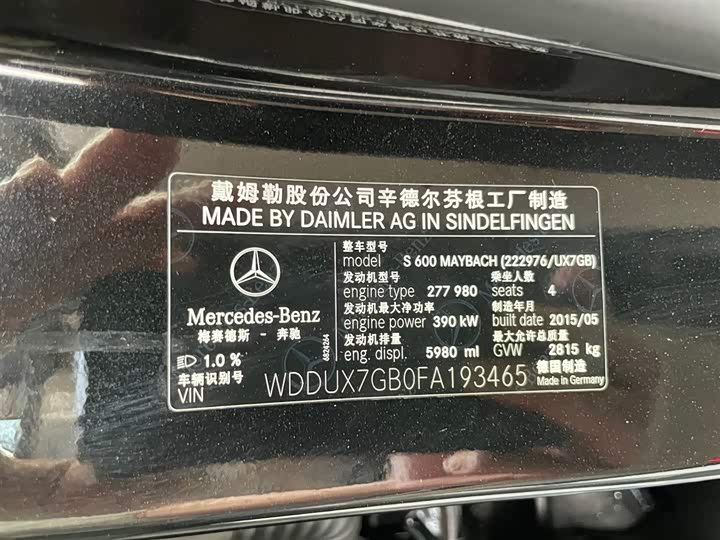 戴姆勒股份公司辛德尔芬根工厂制造
MADE BY DAIMLER AG IN SINDELFINGEN
Mercedes-Benz
梅赛德斯 - 奔驰
1.0 %
整车型号
model S 600 MAYBACH (222976/UX7GB)
发动机型号 乘坐人数
engine type 277 980 seats 4
发动机最大净功率 制造年月
engine power 390 kW built date 2015/05
发动机排量 最大允许总质量
eng. displ. 5980 ml GVW 2815 kg
6824264
车辆识别号
VIN WDDUX7GB0FA193465
德国制造
Made in Germany